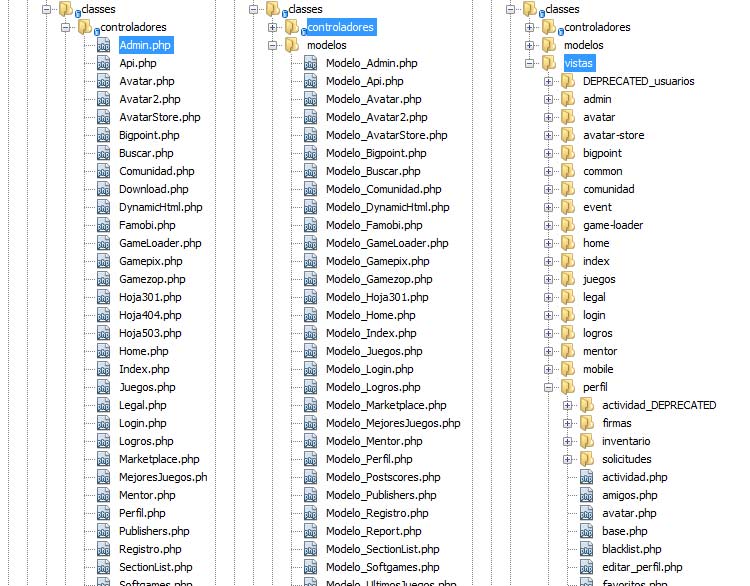 classes
controladores
Admin.php
Api.php
Avatar.php
Avatar2.php
AvatarStore.php
Bigpoint.php
Buscar.php
Comunidad.php
Download.php
DynamicHtml.php
Famobi.php
GameLoader.php
Gamepix.php
Gamezop.php
Hoja301.php
Hoja404.php
Hoja503.php
Home.php
Index.php
Juegos.php
Legal.php
Login.php
Logros.php
Marketplace.php
MejoresJuegos.ph
Mentor.php
Perfil.php
Publishers.php
Registro.php
SectionList.php
Softgames.php
classes
controladores
modelos
Modelo_Admin.php
Modelo_Api.php
Modelo_Avatar.php
Modelo_Avatar2.php
Modelo_AvatarStore.php
Modelo_Bigpoint.php
Modelo_Buscar.php
Modelo_Comunidad.php
Modelo_DynamicHtml.php
Modelo_Famobi.php
Modelo_GameLoader.php
Modelo_Gamepix.php
Modelo_Gamezop.php
Modelo_Hoja301.php
Modelo_Home.php
Modelo_Index.php
Modelo_Juegos.php
Modelo_Login.php
Modelo_Logros.php
Modelo_Marketplace.php
Modelo_MejoresJuegos.php
Modelo_Mentor.php
Modelo_Perfil.php
Modelo_Postscores.php
Modelo_Publishers.php
Modelo_Registro.php
Modelo_Report.php
Modelo_SectionList.php
Modelo_Softgames.php
Modelo_UltimosJuegos.php
classes
controladores
modelos
vistas
DEPRECATED_usuarios
admin
avatar
avatar-store
bigpoint
common
comunidad
event
game-loader
home
index
juegos
legal
login
logros
mentor
mobile
perfil
actividad_DEPRECATED
firmas
inventario
solicitudes
actividad.php
amigos.php
avatar.php
base.php
blacklist.php
editar_perfil.php
favoritos.php